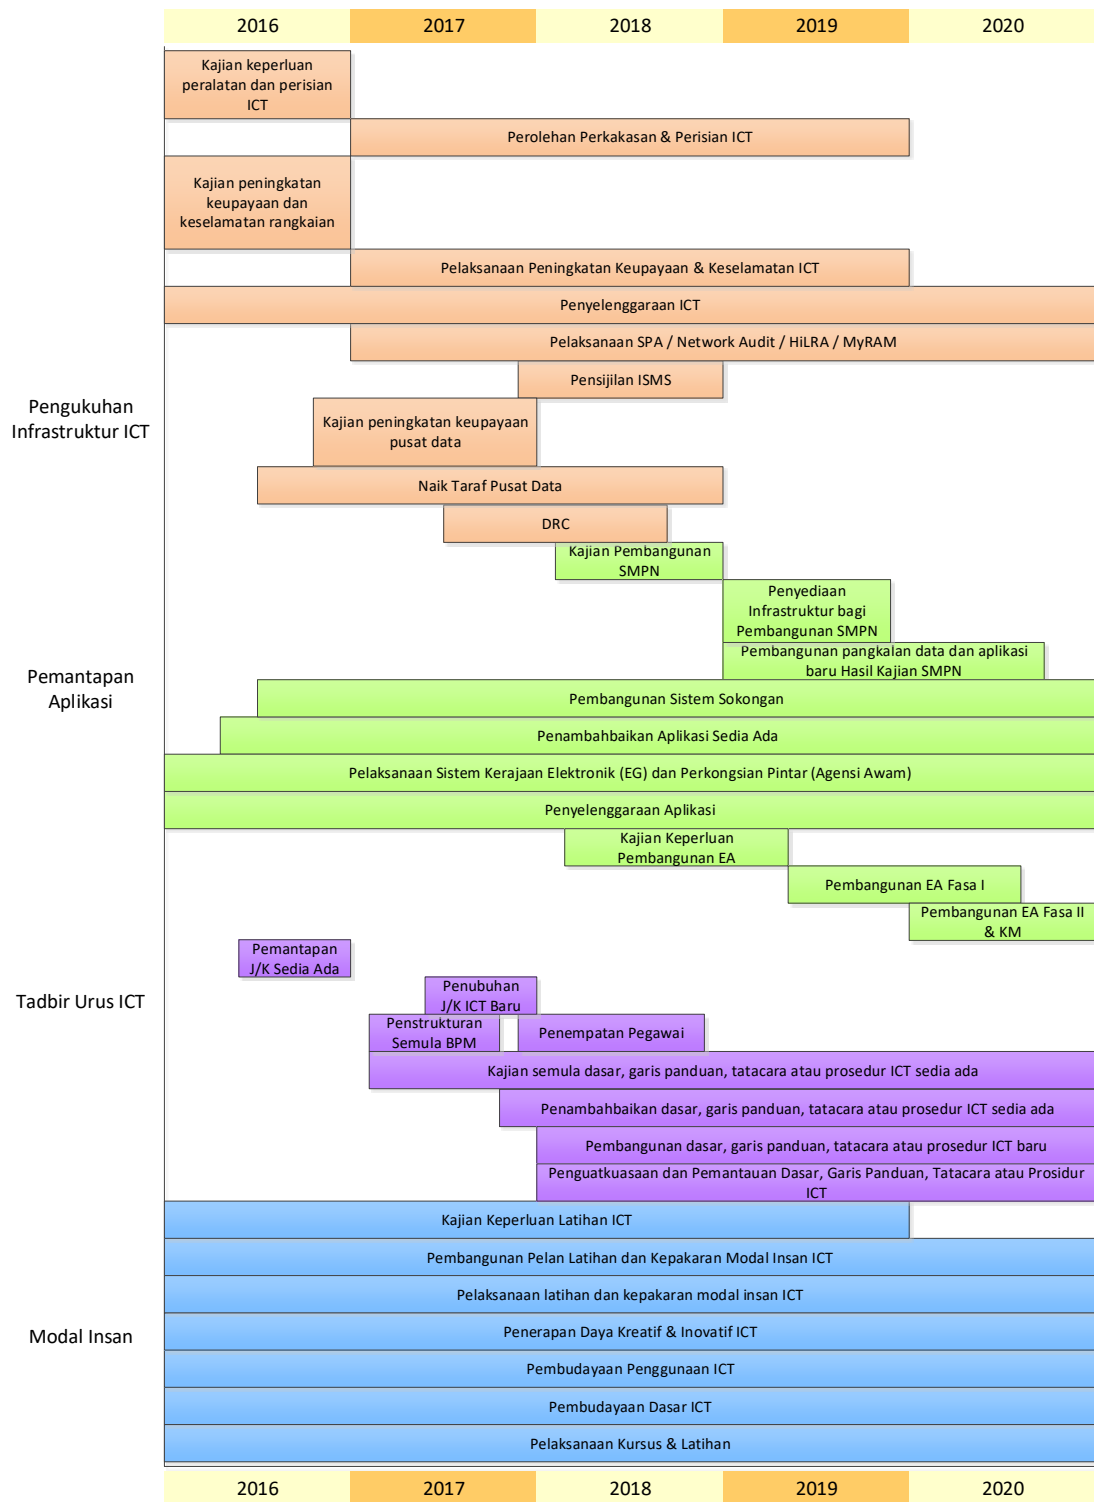 2016 2017 2018 2019 2020
Kajian keperluan
peralatan dan perisian
ICT
Perolehan Perkakasan & Perisian ICT
Kajian peningkatan
keupayaan dan
keselamatan rangkaian
Pelaksanaan Peningkatan Keupayaan & Keselamatan ICT
Penyelenggaraan ICT
Pelaksanaan SPA / Network Audit / HiLRA / MyRAM
Pensijilan ISMS
Pengukuhan
Infrastruktur ICT
Kajian peningkatan keupayaan
pusat data
Naik Taraf Pusat Data
DRC
Kajian Pembangunan
SMPN
Penyediaan
Infrastruktur bagi
Pembangunan SMPN
Pembangunan pangkalan data dan aplikasi
baru Hasil Kajian SMPN
Pemantapan
Aplikasi
Pembangunan Sistem Sokongan
Penambahbaikan Aplikasi Sedia Ada
Pelaksanaan Sistem Kerajaan Elektronik (EG) dan Perkongsian Pintar (Agensi Awam)
Penyelenggaraan Aplikasi
Kajian Keperluan
Pembangunan EA
Pembangunan EA Fasa I
Pembangunan EA Fasa II
& KM
Pemantapan
J/K Sedia Ada
Tadbir Urus ICT
Penubuhan
J/K ICT Baru
Penstrukturan
Semula BPM
Penempatan Pegawai
Kajian semula dasar, garis panduan, tatacara atau prosedur ICT sedia ada
Penambahbaikan dasar, garis panduan, tatacara atau prosedur ICT sedia ada
Pembangunan dasar, garis panduan, tatacara atau prosedur ICT baru
Penguatkuasaan dan Pemantauan Dasar, Garis Panduan, Tatacara atau Prosidur
ICT
Kajian Keperluan Latihan ICT
Pembangunan Pelan Latihan dan Kepakaran Modal Insan ICT
Pelaksanaan latihan dan kepakaran modal insan ICT
Modal Insan
Penerapan Daya Kreatif & Inovatif ICT
Pembudayaan Penggunaan ICT
Pembudayaan Dasar ICT
Pelaksanaan Kursus & Latihan
2016 2017 2018 2019 2020